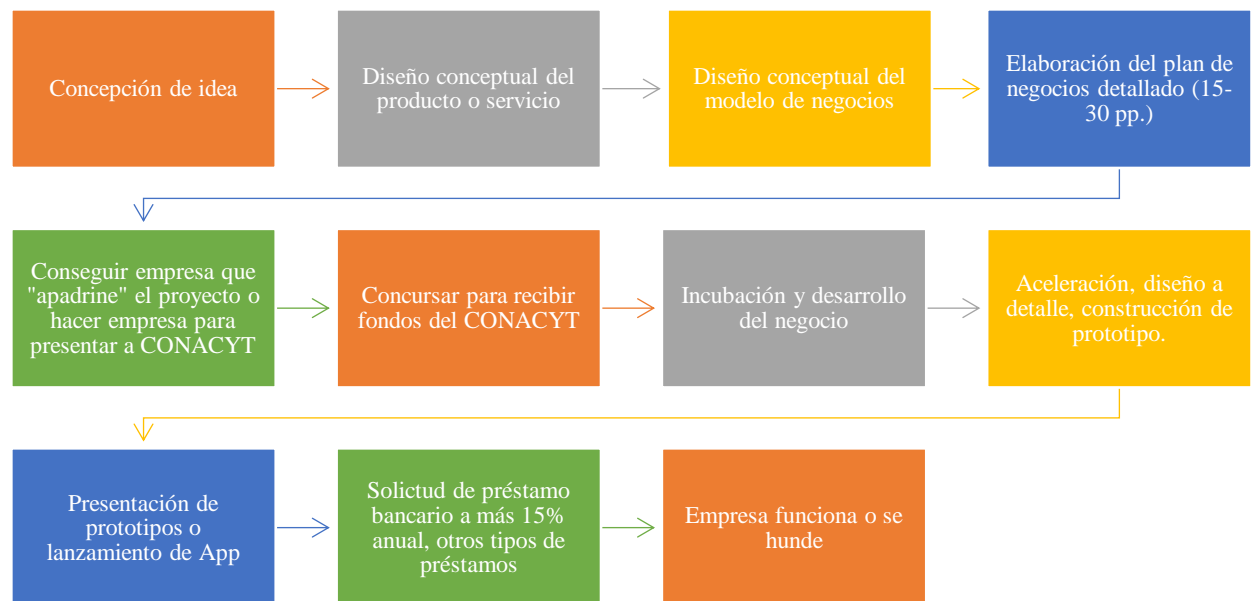 Concepción de idea
Diseño conceptual del
producto o servicio
Diseño conceptual del
modelo de negocios
Elaboración del plan de
negocios detallado (15-
30 pp.)
Conseguir empresa que
"apadrine" el proyecto o
hacer empresa para
presentar a CONACYT
Concursar para recibir
fondos del CONACYT
Incubación y desarrollo
del negocio
Aceleración, diseño a
detalle, construcción de
prototipo.
Presentación de
prototipos o
lanzamiento de App
Solictud de préstamo
bancario a más 15%
anual, otros tipos de
préstamos
Empresa funciona o se
hunde